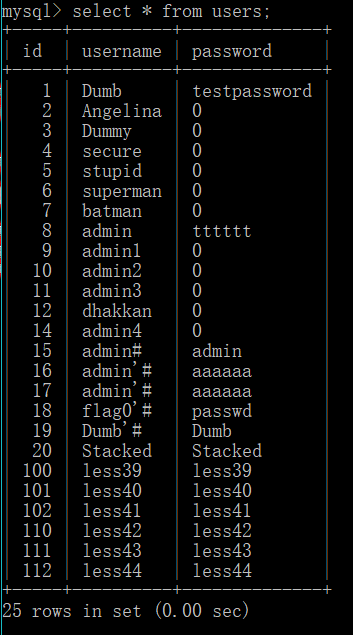 mysql> select * from users;
+-----+-----------+--------------+
| id | username | password |
+-----+-----------+--------------+
| 1 | Dumb | testpassword |
| 2 | Angelina | 0 |
| 3 | Dummy | 0 |
| 4 | secure | 0 |
| 5 | stupid | 0 |
| 6 | superman | 0 |
| 7 | batman | 0 |
| 8 | admin | tttttt |
| 9 | admin1 | 0 |
| 10 | admin2 | 0 |
| 11 | admin3 | 0 |
| 12 | dhakkan | 0 |
| 14 | admin4 | 0 |
| 15 | admin# | admin |
| 16 | admin'# | aaaaaa |
| 17 | admin'# | aaaaaa |
| 18 | flag0'# | passwd |
| 19 | Dumb'# | Dumb |
| 20 | Stacked | Stacked |
| 100 | less39 | less39 |
| 101 | less40 | less40 |
| 102 | less41 | less41 |
| 110 | less42 | less42 |
| 111 | less43 | less43 |
| 112 | less44 | less44 |
+-----+-----------+--------------+
25 rows in set (0.00 sec)